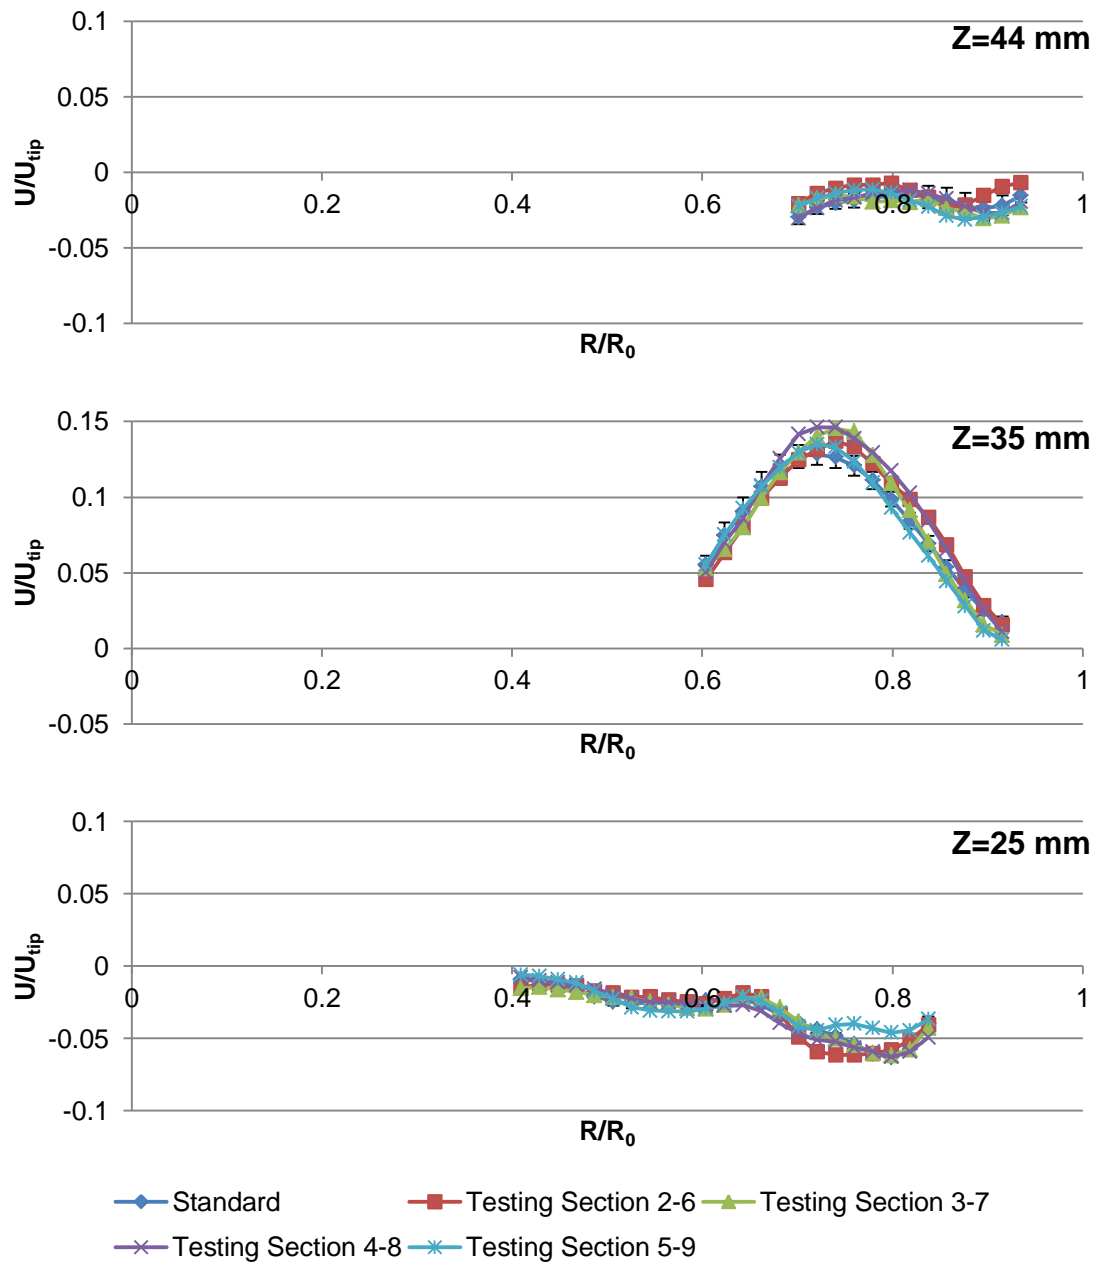 0.1
Z=44 mm
0.05
0
0 0.2 0.4 0.6 0.8 1
-0.05
-0.1
U/Utip
R/R0
0.15
Z=35 mm
0.1
0.05
0
0 0.2 0.4 0.6 0.8 1
-0.05
U/Utip
R/R0
0.1
Z=25 mm
0.05
0
0 0.2 0.4 0.6 0.8 1
-0.05
-0.1
U/Utip
R/R0
Standard Testing Section 2-6 Testing Section 3-7
Testing Section 4-8 Testing Section 5-9